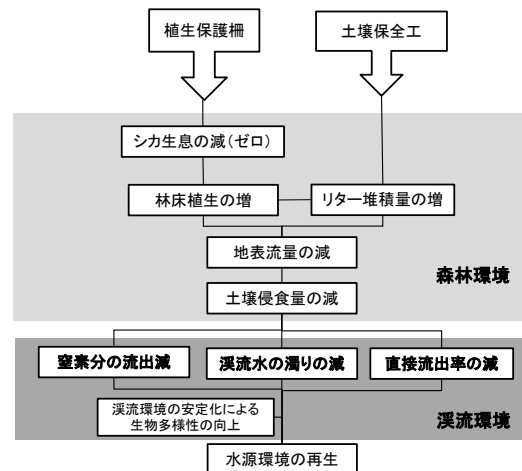 植生保護柵
土壌保全工
シカ生息の減(ゼロ)
林床植生の増
リター堆積量の増
地表流量の減
森林環境
土壌侵食量の減
窒素分の流出減
渓流水の濁りの減
直接流出率の減
渓流環境の安定化による
生物多様性の向上
渓流環境
水源環境の再生